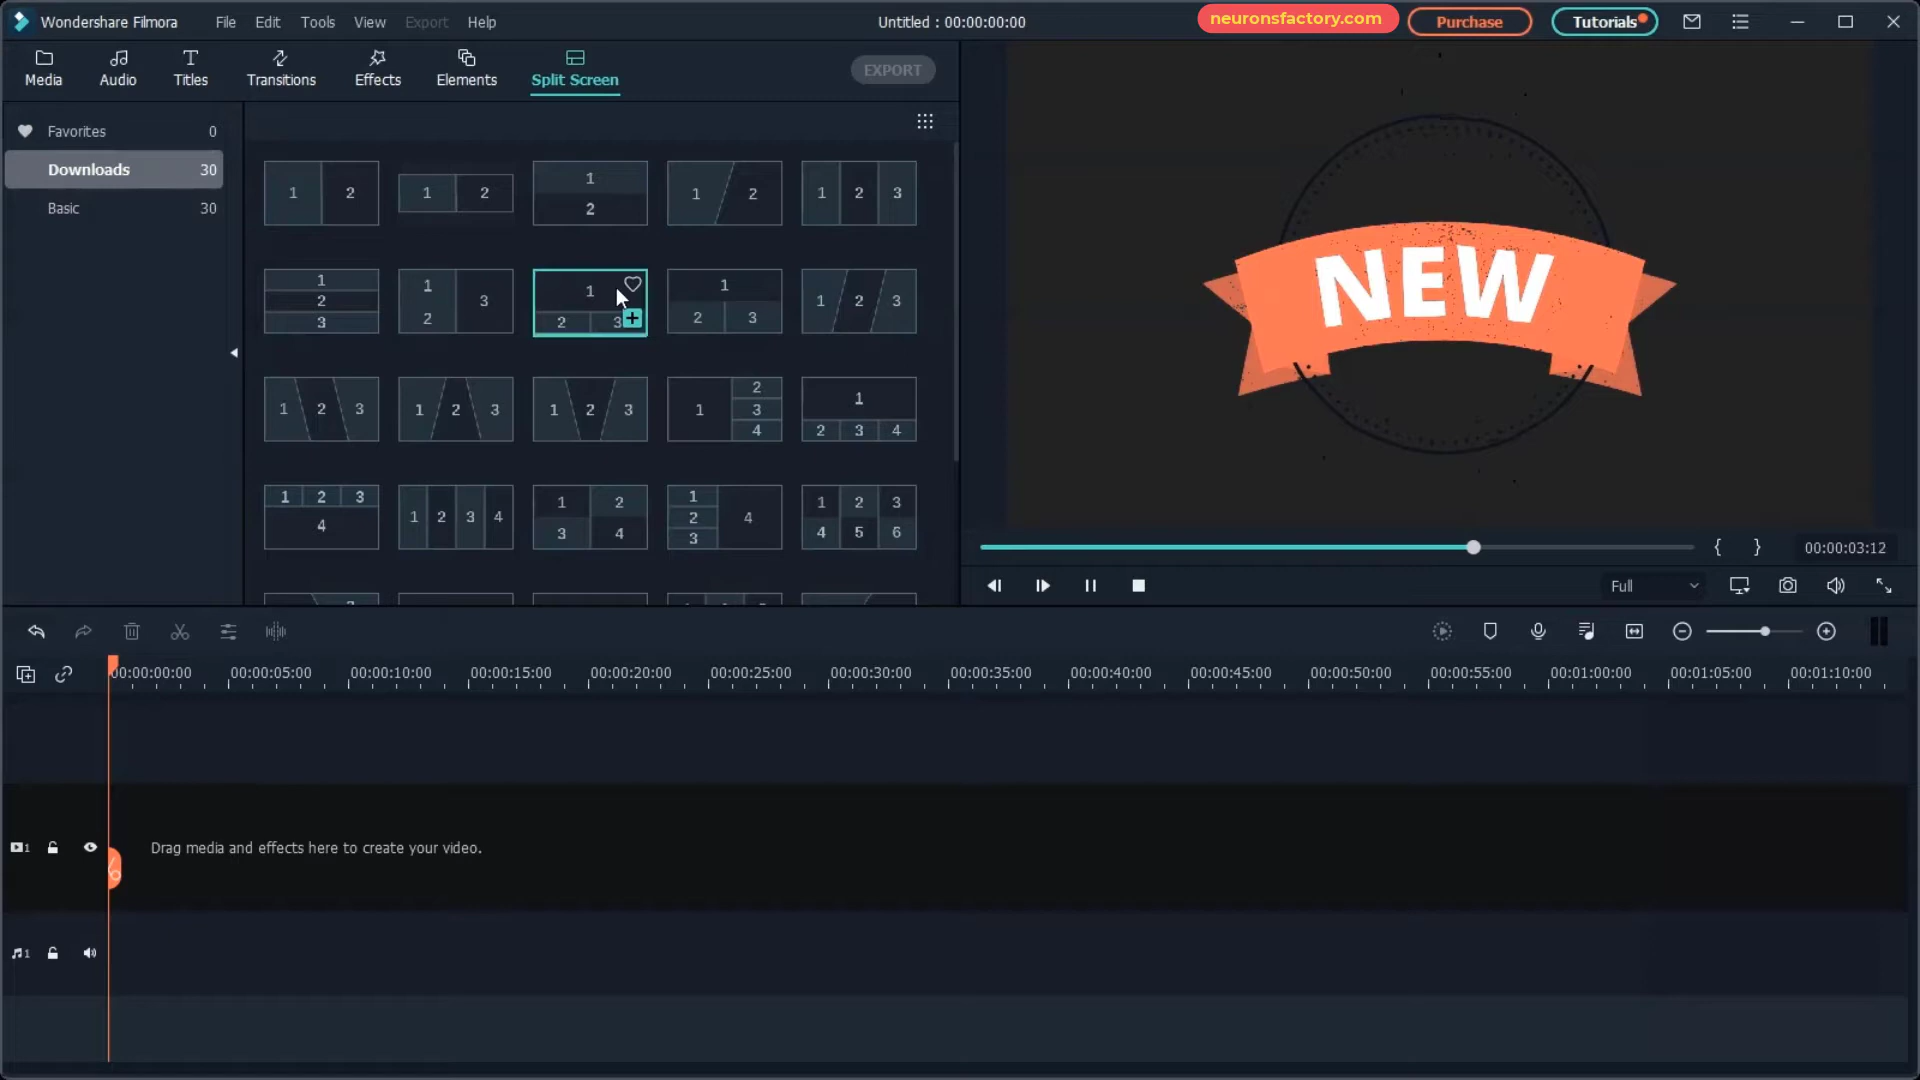 Wondershare Filmora File Edit Tools View Export Help Untitled : 00:00:00:00 neuronsfactory.com Purchase Tutorials
Media Audio Titles Transitions Effects Elements Split Screen EXPORT
Favorites 0
Downloads 30
Basic 30
1 2 1 2 1 2 1 2 1 2 3
1 2 3 1 2 3 1 2 3 1 2 3 1 2 3
1 2 3 1 2 3 1 2 3 1 2 3 4 1 2 3 4
1 2 3 4 1 2 3 4 1 2 3 4 1 2 3 4 1 2 3 4 5 6
NEW
00:00:03:12
Full
00:00:00:00 00:00:05:00 00:00:10:00 00:00:15:00 00:00:20:00 00:00:25:00 00:00:30:00 00:00:35:00 00:00:40:00 00:00:45:00 00:00:50:00 00:00:55:00 00:01:00:00 00:01:05:00 00:01:10:00
1 Drag media and effects here to create your video.
1